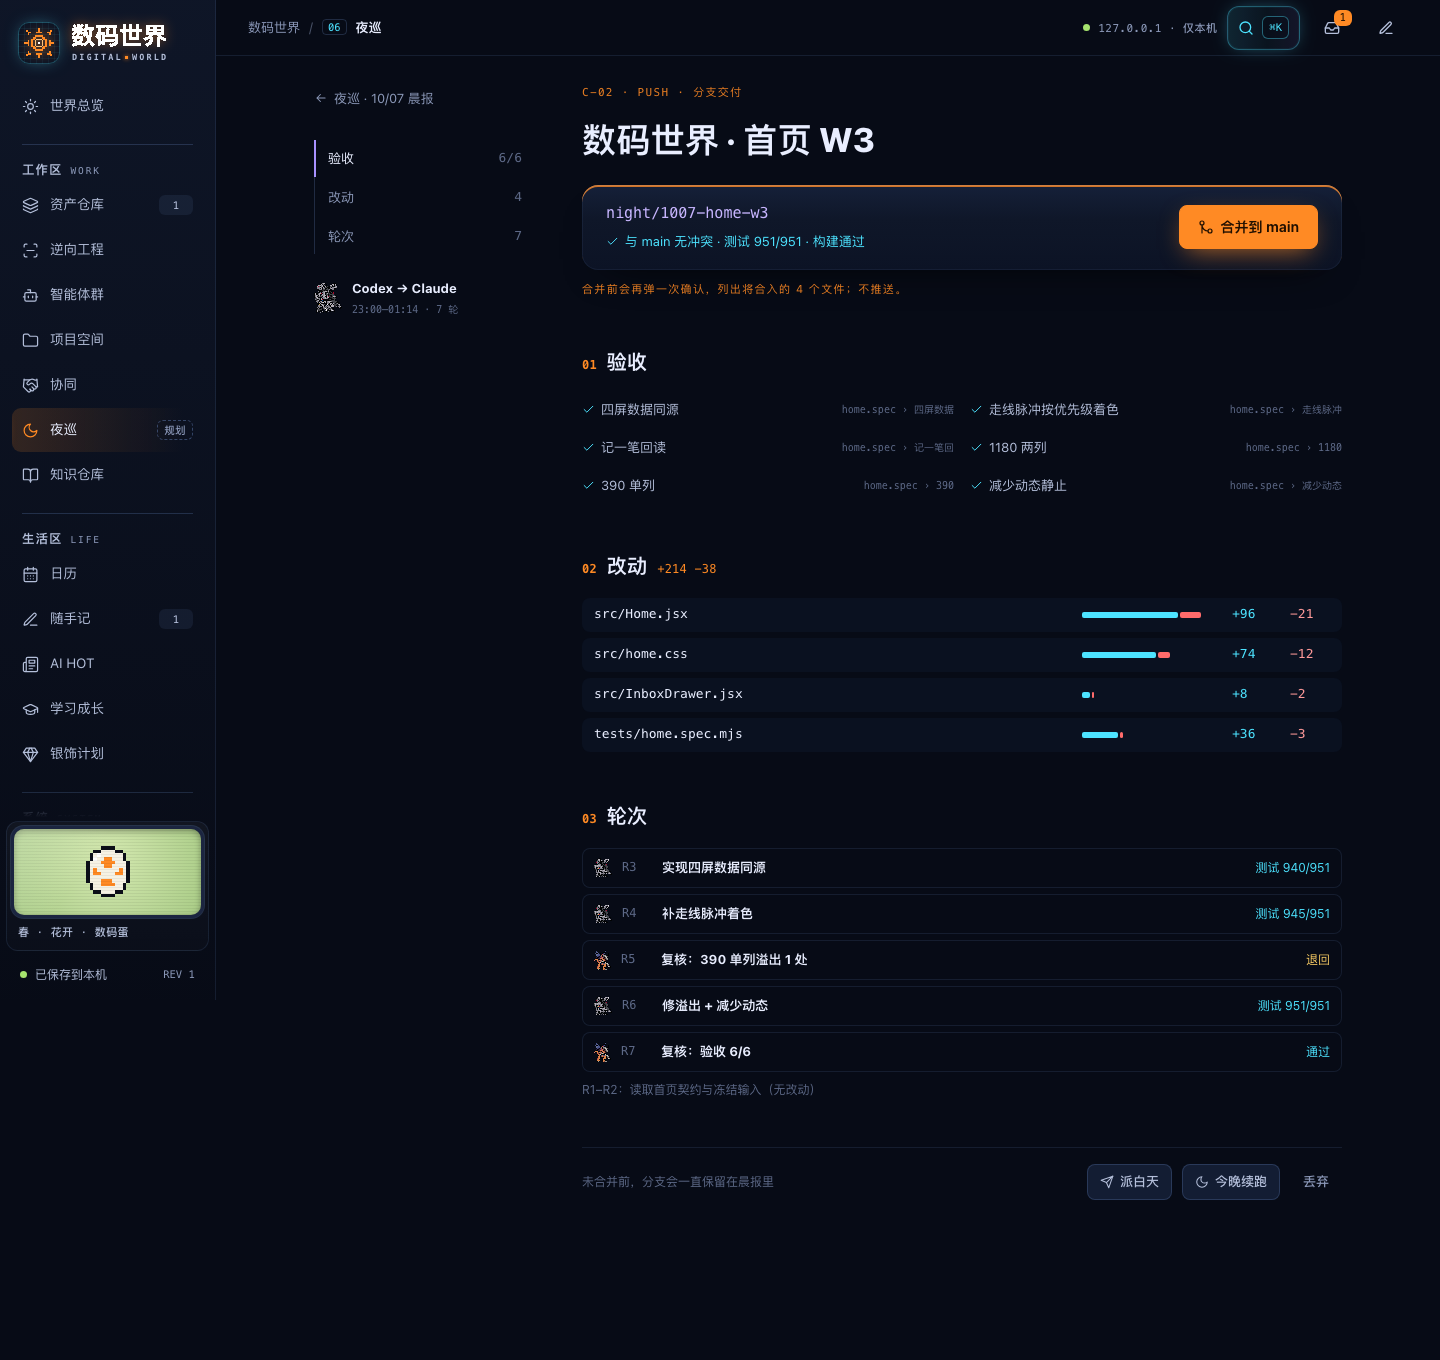 数码世界
DIGITAL WORLD
世界总览
工作区 WORK
资产仓库 1
逆向工程
智能体群
项目空间
协同
夜巡 规划
知识仓库
生活区 LIFE
日历
随手记 1
AI HOT
学习成长
银饰计划
春 · 花开 · 数码蛋
已保存到本机 REV 1
数码世界 / 06 夜巡
127.0.0.1 · 仅本机
⌘K
1
← 夜巡 · 10/07 晨报
验收 6/6
改动 4
轮次 7
Codex → Claude
23:00—01:14 · 7 轮
C—02 · PUSH · 分支交付
数码世界 · 首页 W3
night/1007-home-w3
与 main 无冲突 · 测试 951/951 · 构建通过
合并到 main
合并前会再弹一次确认，列出将合入的 4 个文件；不推送。
01 验收
四屏数据同源 home.spec › 四屏数据
走线脉冲按优先级着色 home.spec › 走线脉冲
记一笔回读 home.spec › 记一笔回
1180 两列 home.spec › 1180
390 单列 home.spec › 390
减少动态静止 home.spec › 减少动态
02 改动 +214 −38
src/Home.jsx +96 −21
src/home.css +74 −12
src/InboxDrawer.jsx +8 −2
tests/home.spec.mjs +36 −3
03 轮次
R3 实现四屏数据同源 测试 940/951
R4 补走线脉冲着色 测试 945/951
R5 复核：390 单列溢出 1 处 退回
R6 修溢出 + 减少动态 测试 951/951
R7 复核：验收 6/6 通过
R1–R2：读取首页契约与冻结输入（无改动）
未合并前，分支会一直保留在晨报里
派白天
今晚续跑
丢弃